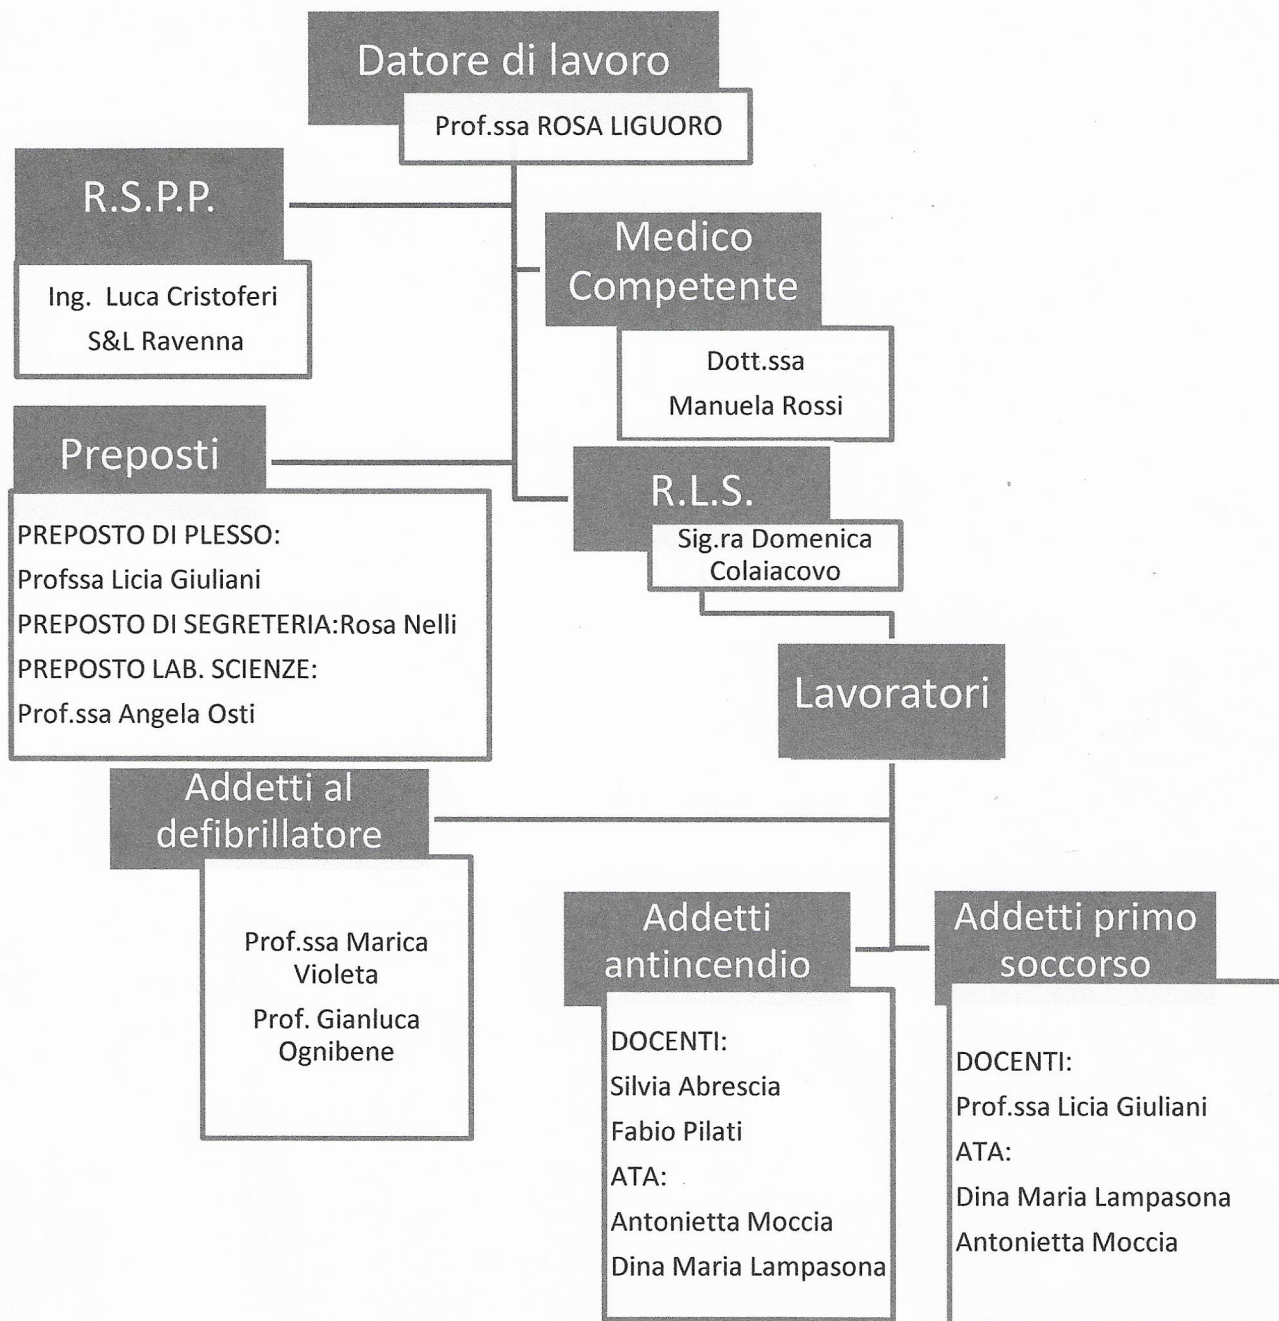 Datore di lavoro
Prof.ssa ROSA LIGUORO
R.S.P.P.
Ing. Luca Cristoferi
S&L Ravenna
Medico
Competente
Dott.ssa
Manuela Rossi
Preposti
PREPOSTO DI PLESSO:
Profssa Licia Giuliani
PREPOSTO DI SEGRETERIA:Rosa Nelli
PREPOSTO LAB. SCIENZE:
Prof.ssa Angela Osti
R.L.S.
Sig.ra Domenica
Colaiacovo
Lavoratori
Addetti al
defibrillatore
Prof.ssa Marica
Violeta
Prof. Gianluca
Ognibene
Addetti
antincendio
DOCENTI:
Silvia Abrescia
Fabio Pilati
ATA:
Antonietta Moccia
Dina Maria Lampasona
Addetti primo
soccorso
DOCENTI:
Prof.ssa Licia Giuliani
ATA:
Dina Maria Lampasona
Antonietta Moccia